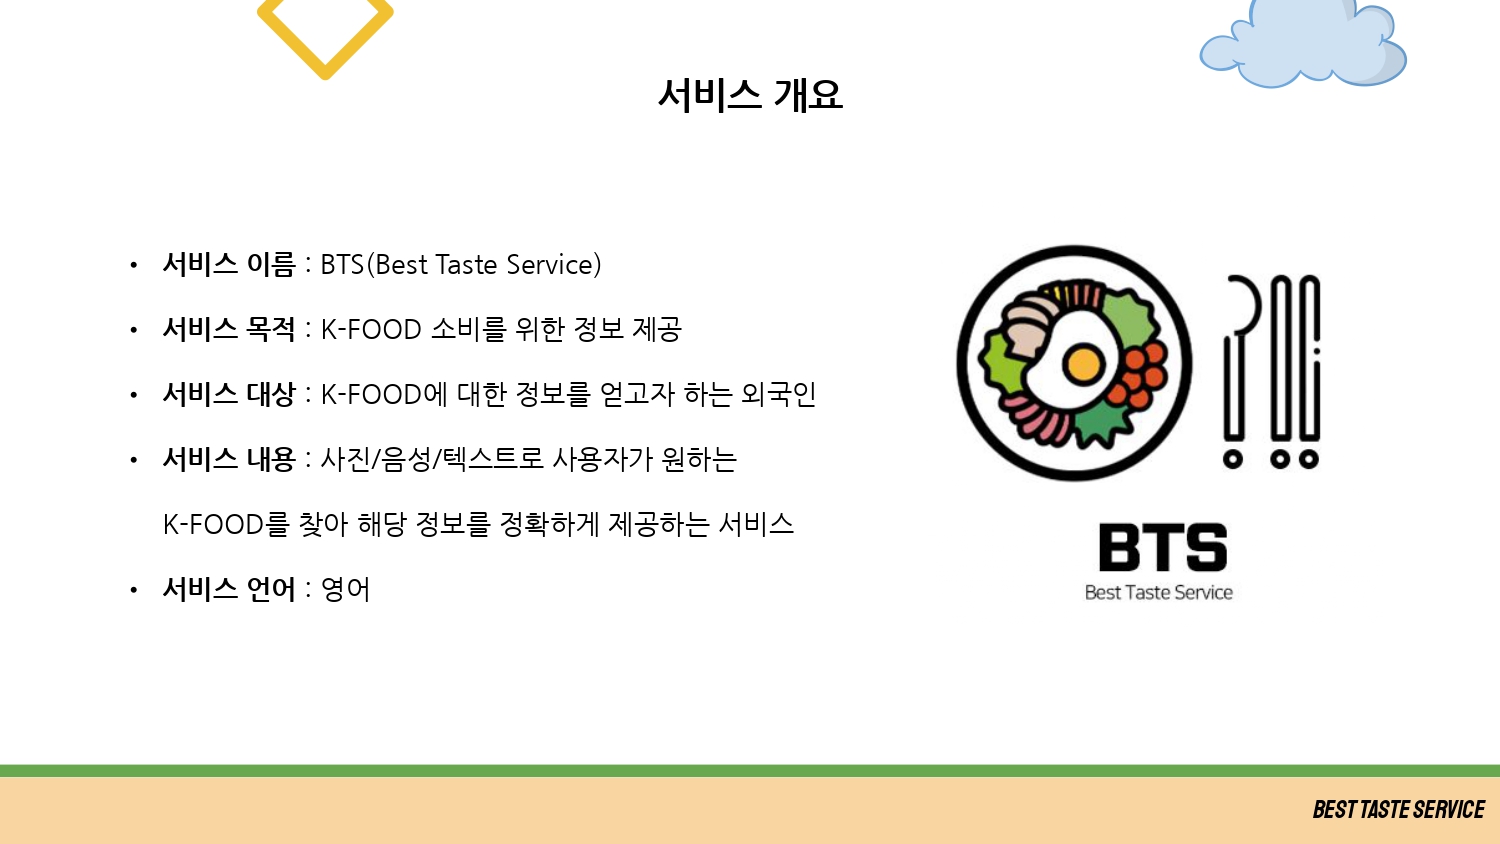 서비스 개요
• 서비스 이름 : BTS(Best Taste Service)
• 서비스 목적 : K-FOOD 소비를 위한 정보 제공
• 서비스 대상 : K-FOOD에 대한 정보를 얻고자 하는 외국인
• 서비스 내용 : 사진/음성/텍스트로 사용자가 원하는
K-FOOD를 찾아 해당 정보를 정확하게 제공하는 서비스
• 서비스 언어 : 영어
BTS
Best Taste Service
BEST TASTE SERVICE